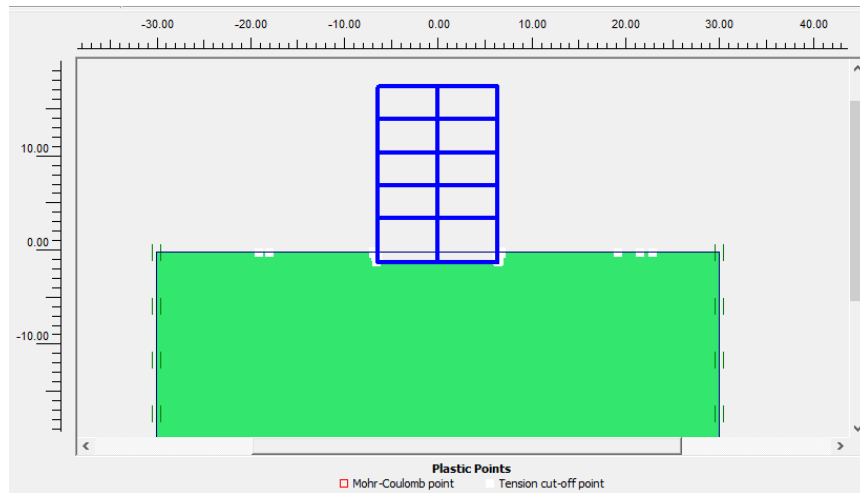 -30.00 -20.00 -10.00 0.00 10.00 20.00 30.00 40.00
10.00
0.00
-10.00
Plastic Points
Mohr-Coulomb point Tension cut-off point